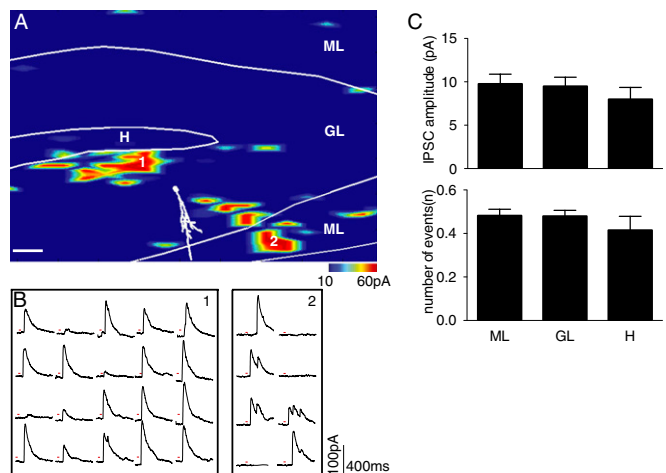 A
ML
H
GL
1
ML
2
10 60pA
B
1
2
100pA
400ms
C
IPSC amplitude (pA)
15
10
5
0
number of events(n)
0.6
0.4
0.2
0.0
ML GL H